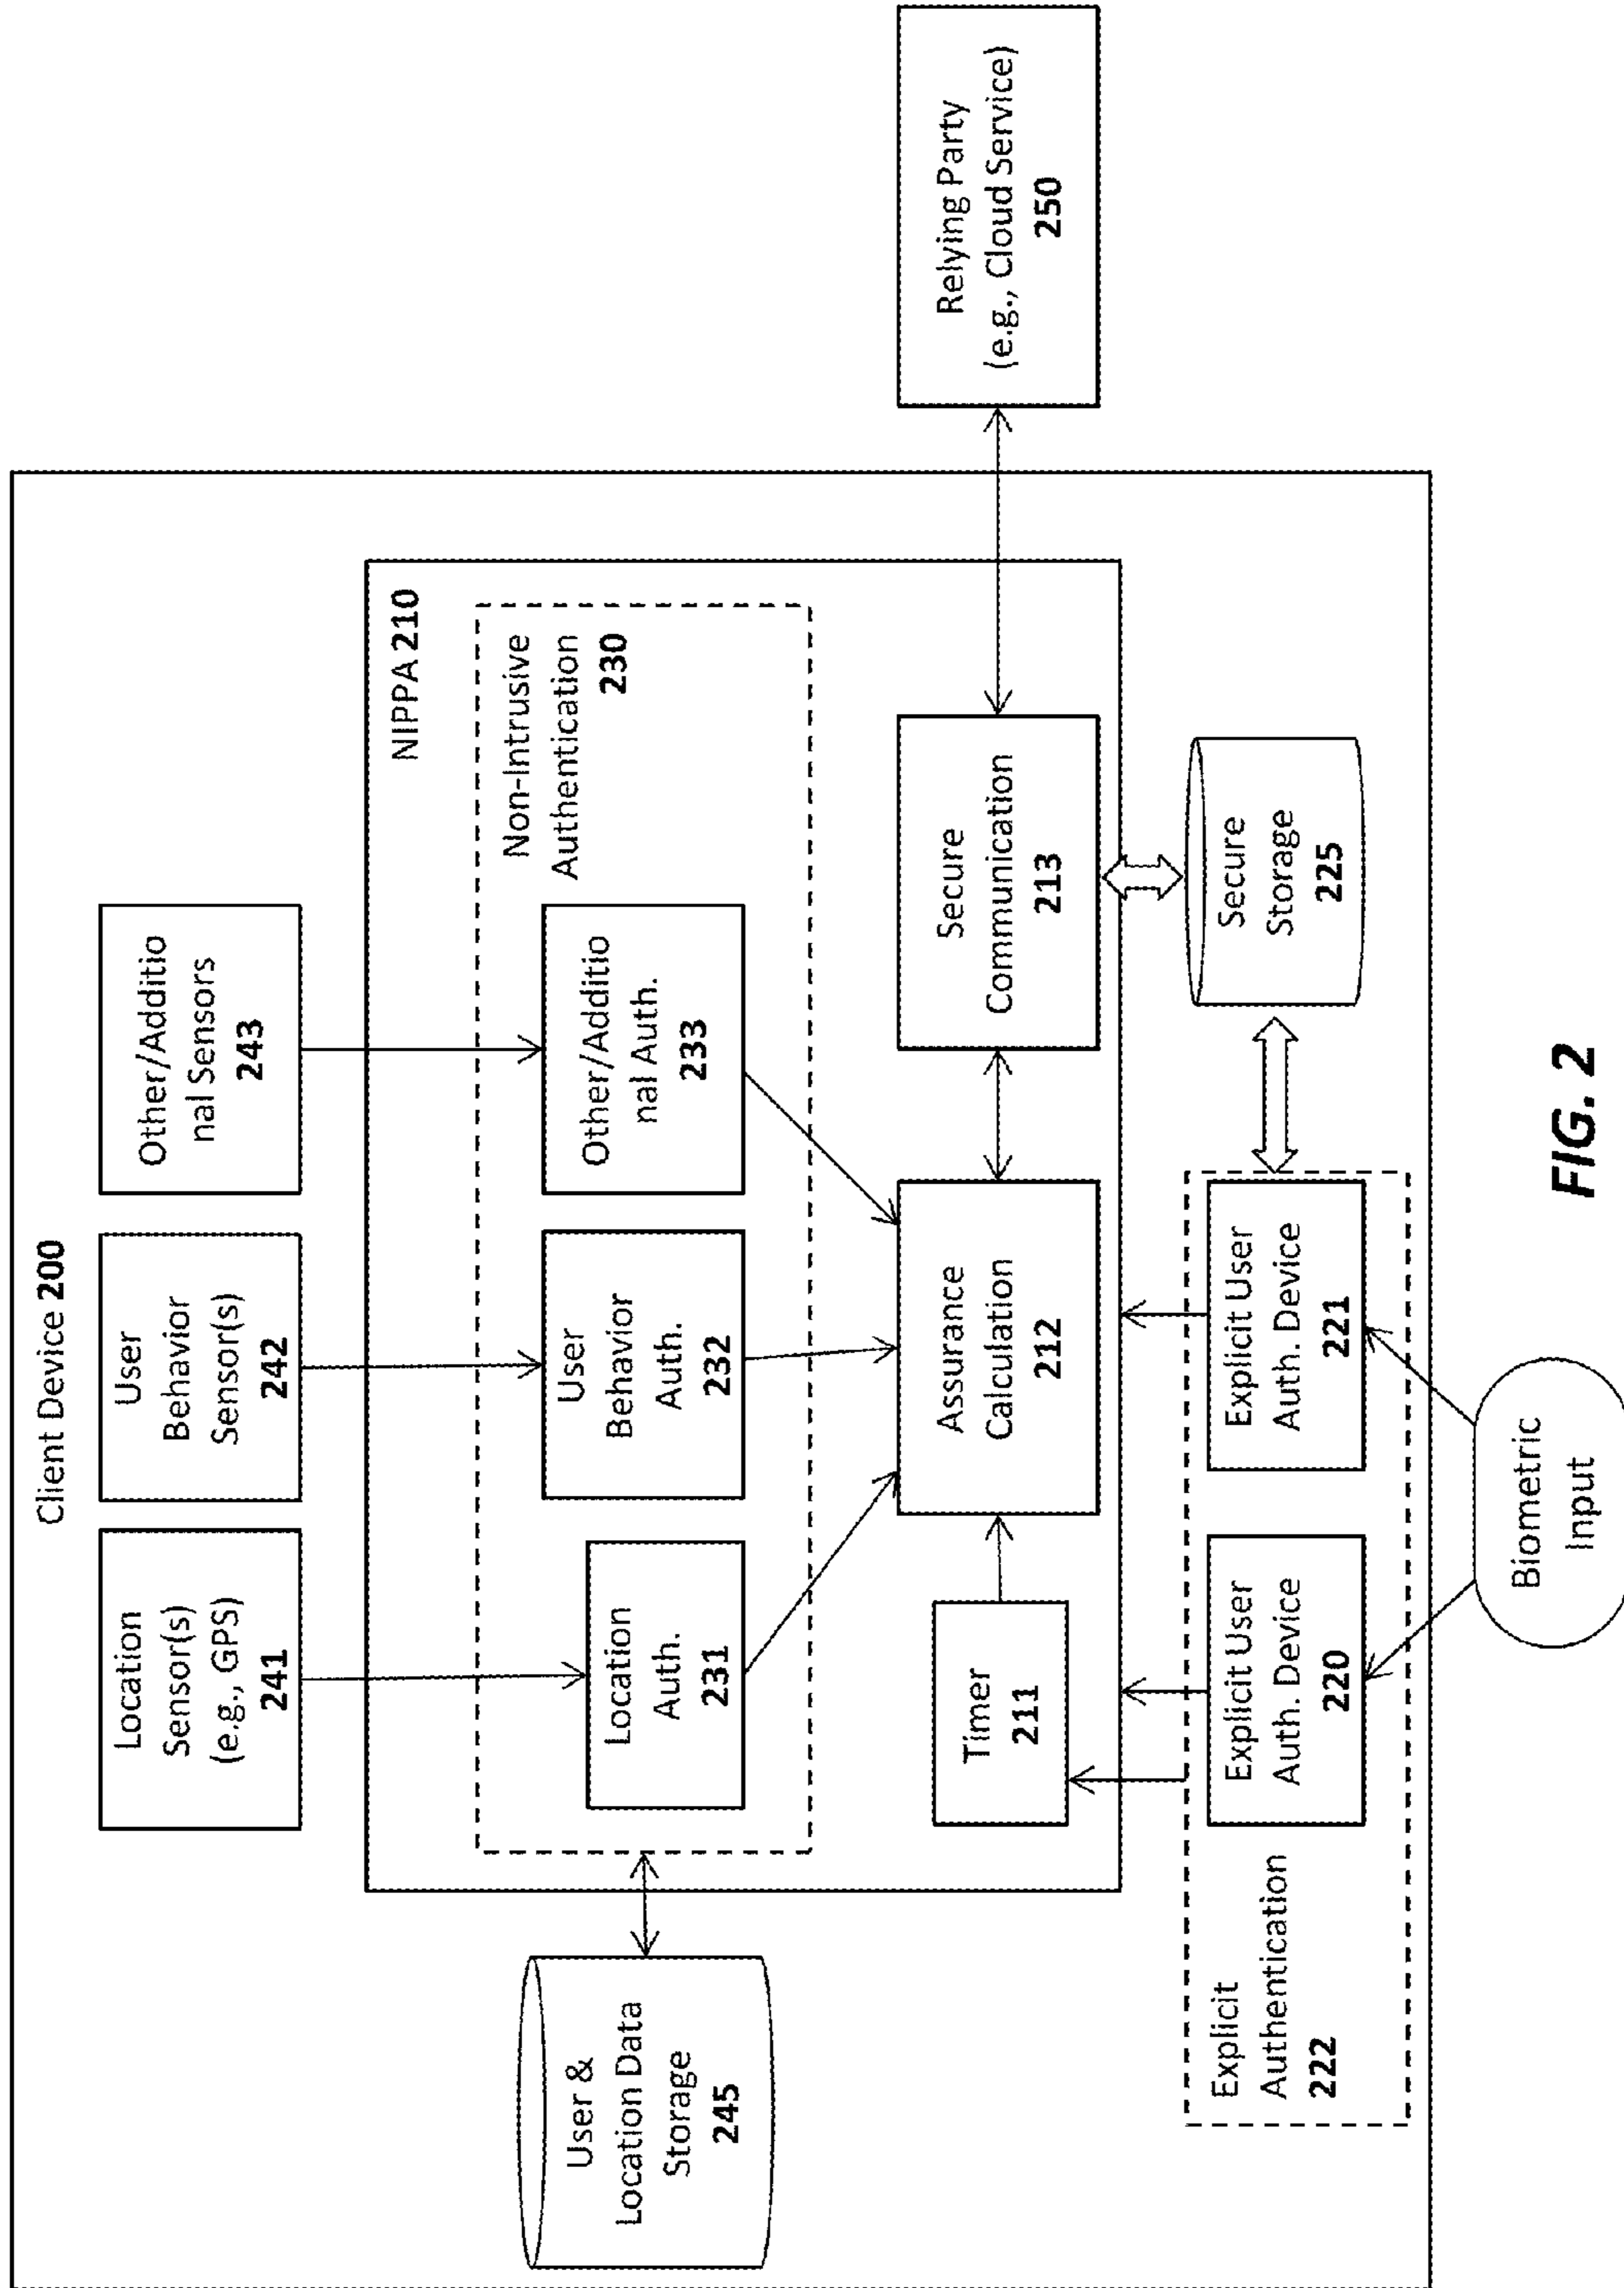 Client Device 200
Location
Sensor(s)
(e.g., GPS)
241
User
Behavior
Sensor(s)
242
Other/Additio
nal Sensors
243
NIPPA 210
Non-Intrusive
Authentication
230
User &
Location Data
Storage
245
Location
Auth.
231
User
Behavior
Auth.
232
Other/Additio
nal Auth.
233
Timer
211
Assurance
Calculation
212
Secure
Communication
213
Relying Party
(e.g., Cloud Service)
250
Explicit
Authentication
222
Explicit User
Auth. Device
220
Explicit User
Auth. Device
221
Secure
Storage
225
Biometric
Input
FIG. 2